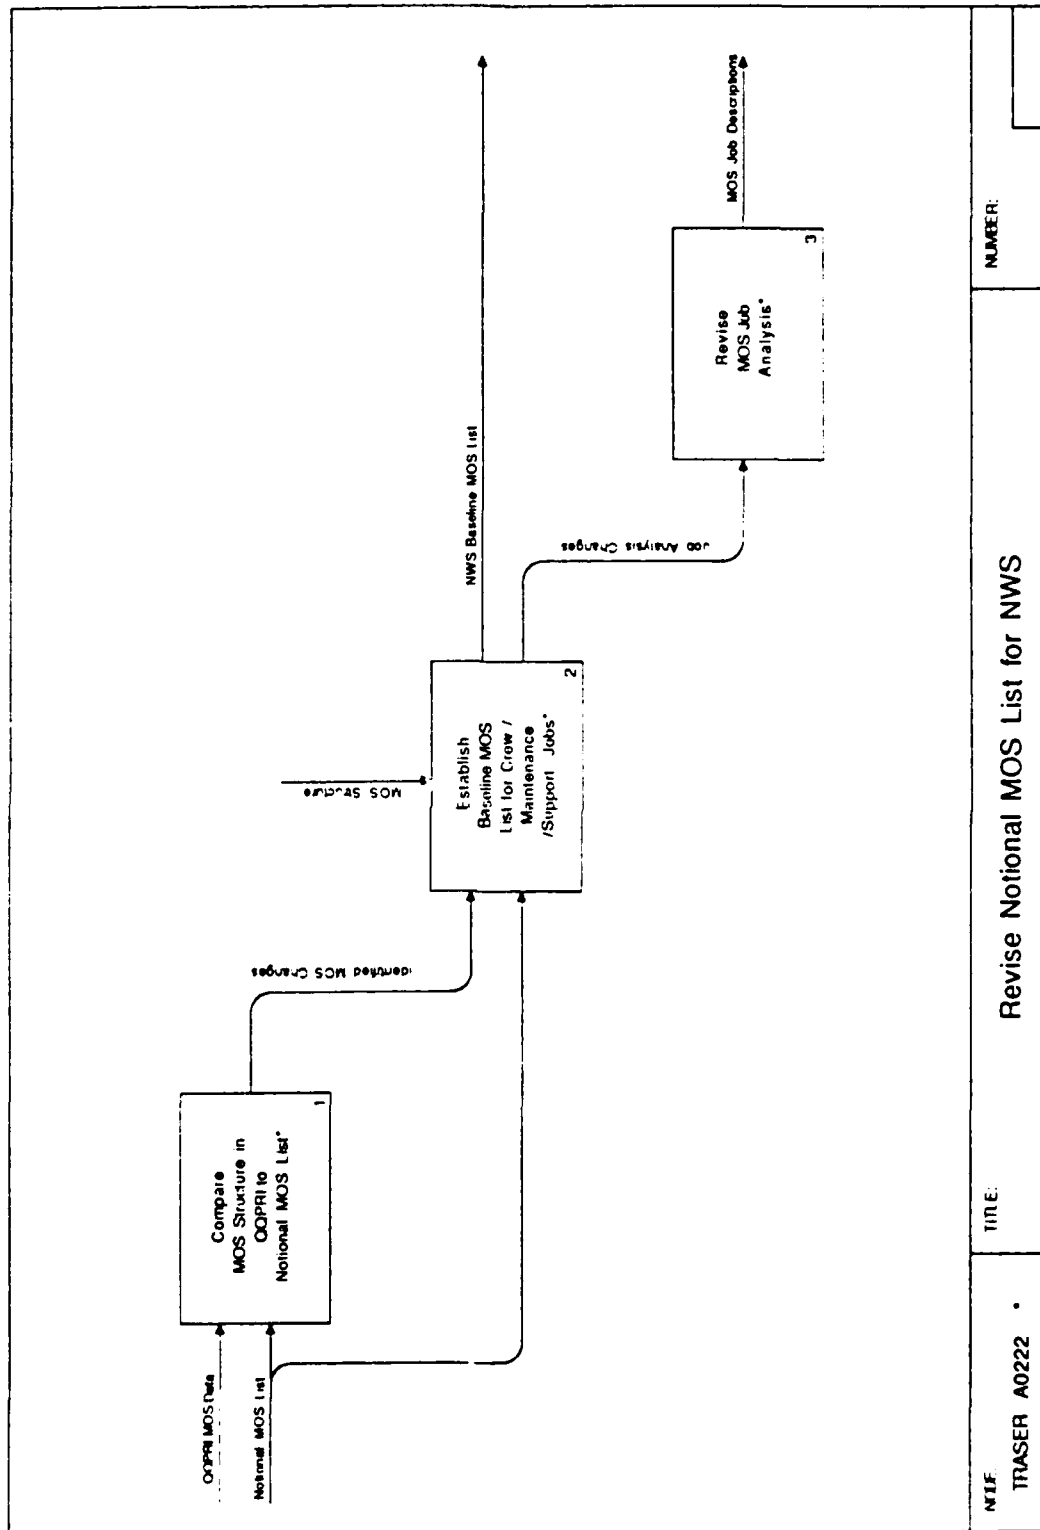 QQPRI MOS Data
Notional MOS List
Compare
MOS Structure in
QQPRI to
Notional MOS List*
1
Identified MOS Changes
MOS Structure
Establish
Baseline MOS
List for Crew /
Maintenance
/Support Jobs*
2
NWS Baseline MOS List
Job Analysis Changes
Revise
MOS Job
Analysis*
3
MOS Job Descriptions
NODE:
TRASER A0222 *
TITLE:
Revise Notional MOS List for NWS
NUMBER: